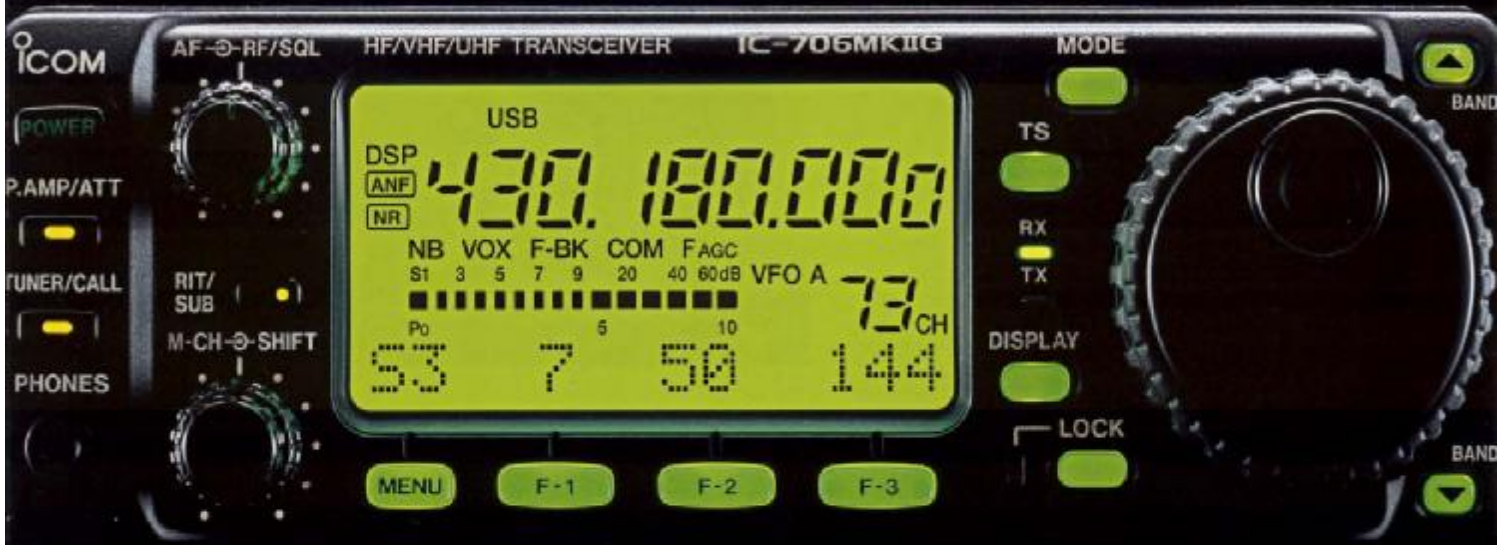 ICOM
AF RF/SQL
HF/VHF/UHF TRANSCEIVER
IC-706MKIIG
MODE
BAND
POWER
TS
P.AMP/ATT
TUNER/CALL
RIT/
SUB
M-CH SHIFT
PHONES
USB
DSP
ANF
NR
430.180.000
NB VOX F-BK COM FAGC
S1 3 5 7 9 20 40 60dB
VFO A
73CH
Po 5 10
S3 7 50 144
MENU
F-1
F-2
F-3
RX
TX
DISPLAY
LOCK
BAND